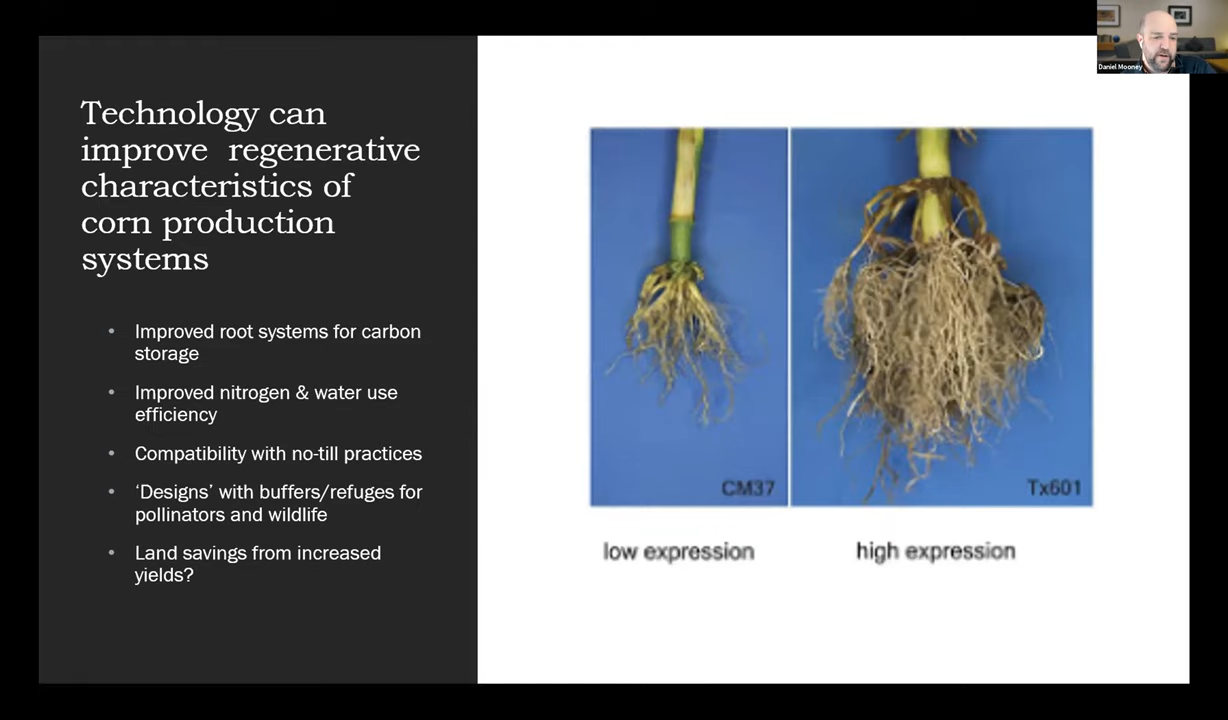 Daniel Mooney
Technology can
improve  regenerative
characteristics of
corn production
systems
• Improved root systems for carbon
storage
• Improved nitrogen & water use
efficiency
• Compatibility with no-till practices
• ‘Designs’ with buffers/refuges for
pollinators and wildlife
• Land savings from increased
yields?
CM37
Tx601
low expression
high expression